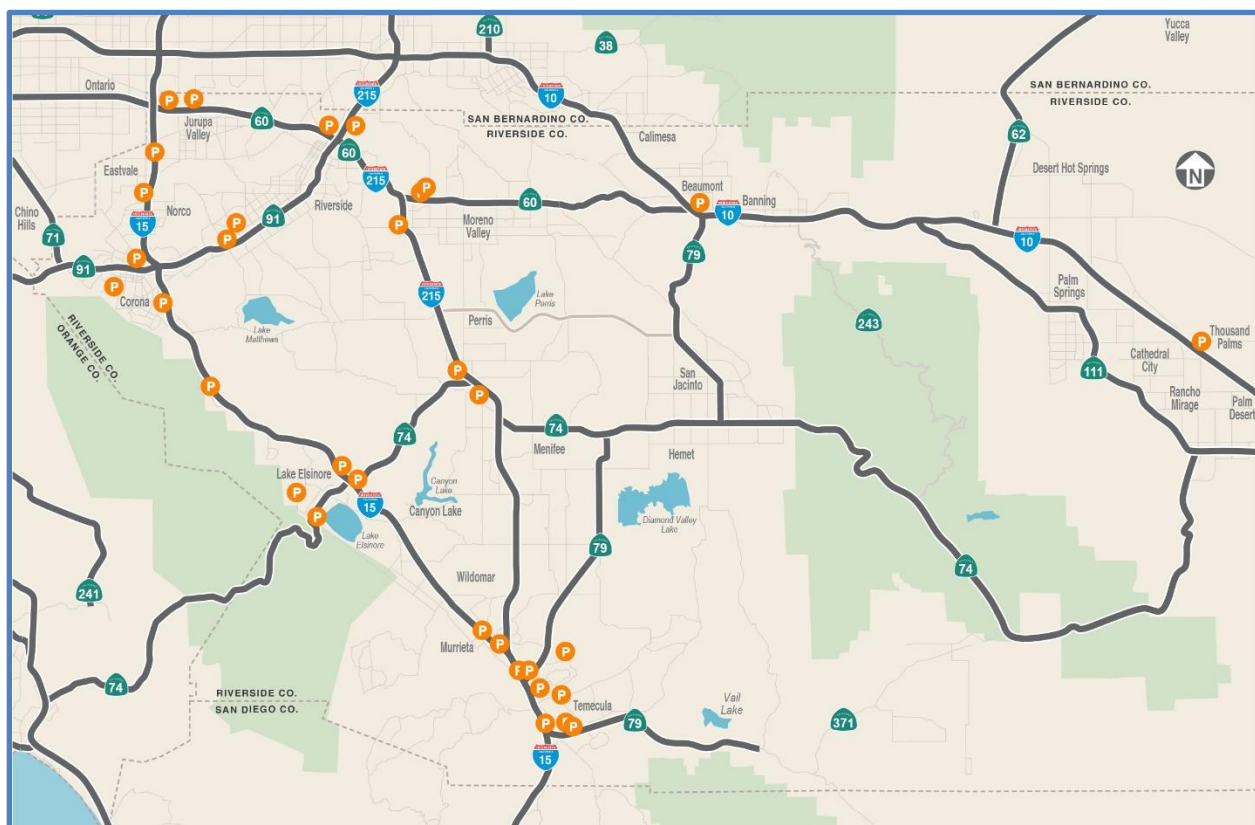 210
38
Yucca
Valley
Ontario
215
10
SAN BERNARDINO CO.
RIVERSIDE CO.
P
P
Jurupa
Valley
60
SAN BERNARDINO CO.
RIVERSIDE CO.
P
P
Calimesa
62
P
60
Eastvale
Desert Hot Springs
N
215
P
P
P
Beaumont
Banning
P
Norco
Riverside
60
10
Chino
Hills
71
15
P
P
91
P
Moreno
Valley
10
P
79
91
P
Corona
P
215
Lake
Perris
Palm
Springs
Lake
Matthews
Perris
243
Thousand
Palms
P
RIVERSIDE CO.
ORANGE CO.
Cathedral
City
P
San
Jacinto
111
P
P
Rancho
Mirage
Palm
Desert
74
74
Menifee
Hemet
Lake Elsinore
P
P
P
Canyon
Lake
15
Canyon Lake
P
Lake
Elsinore
Diamond Valley
Lake
79
74
241
Wildomar
P
Murrieta
P
P
P
P
74
P
P
RIVERSIDE CO.
SAN DIEGO CO.
Temecula
Vail
Lake
P
P
P
79
371
15